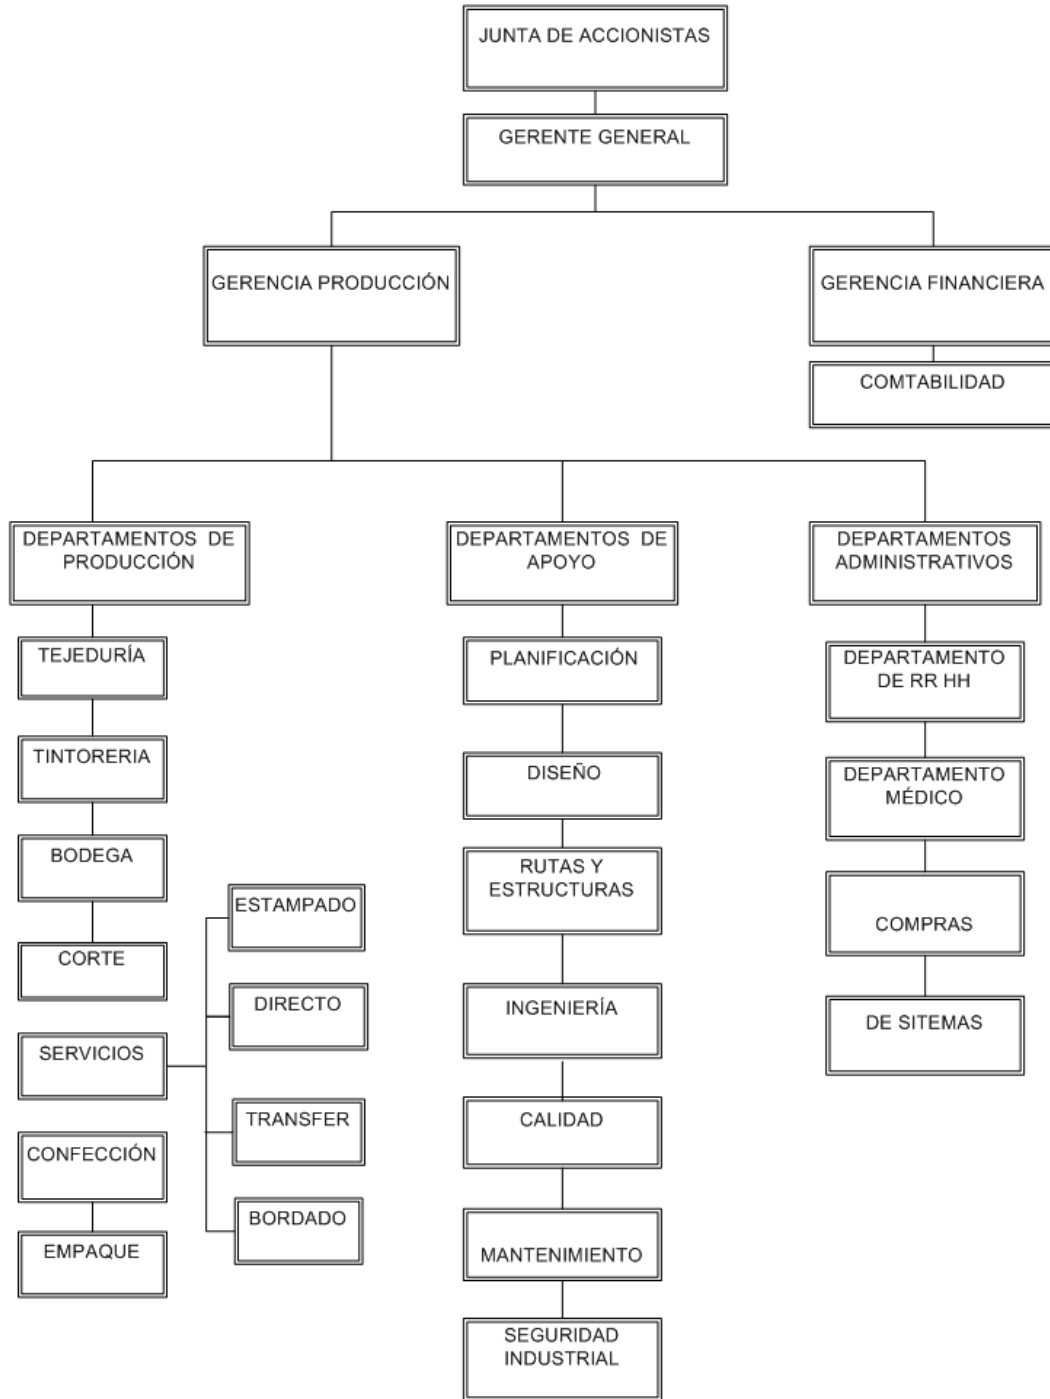 JUNTA DE ACCIONISTAS
GERENTE GENERAL
GERENCIA PRODUCCIÓN
GERENCIA FINANCIERA
COMTABILIDAD
DEPARTAMENTOS DE
PRODUCCIÓN
TEJEDURÍA
TINTORERIA
BODEGA
CORTE
SERVICIOS
ESTAMPADO
DIRECTO
TRANSFER
BORDADO
CONFECCIÓN
EMPAQUE
DEPARTAMENTOS DE
APOYO
PLANIFICACIÓN
DISEÑO
RUTAS Y
ESTRUCTURAS
INGENIERÍA
CALIDAD
MANTENIMIENTO
SEGURIDAD
INDUSTRIAL
DEPARTAMENTOS
ADMINISTRATIVOS
DEPARTAMENTO
DE RR HH
DEPARTAMENTO
MÉDICO
COMPRAS
DE SITEMAS